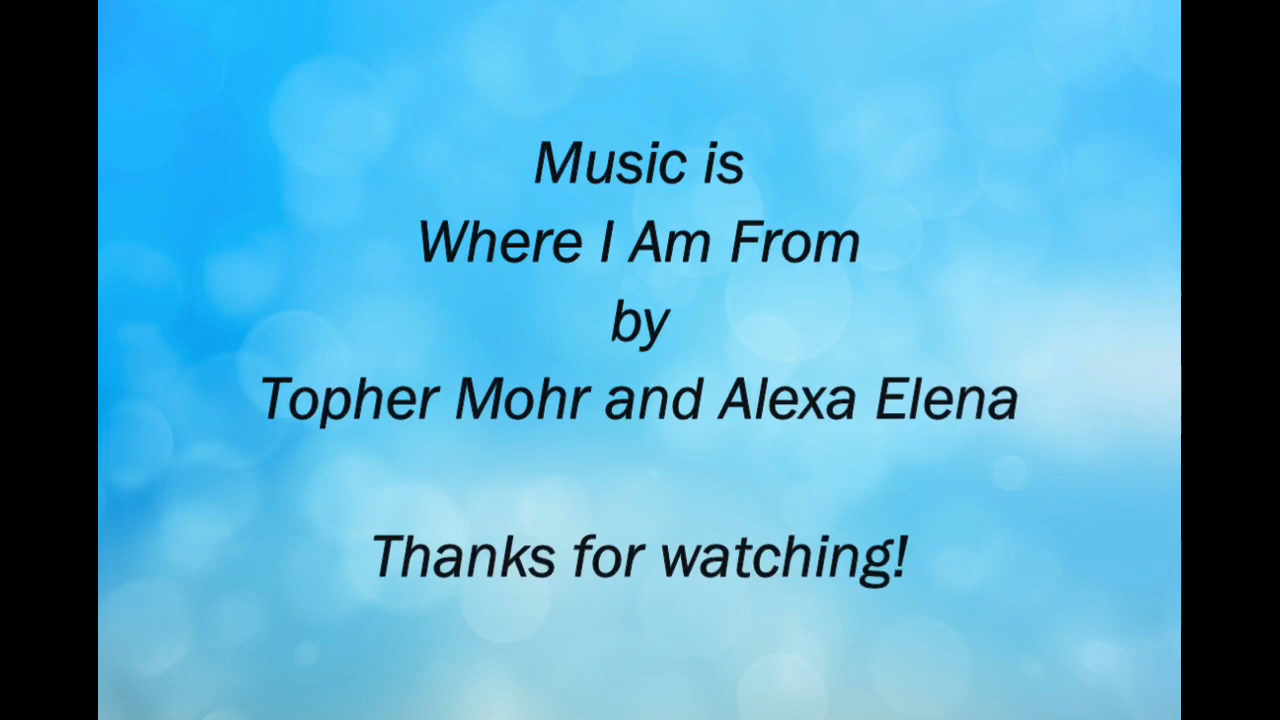 Music is
Where I Am From
by
Topher Mohr and Alexa Elena
Thanks for watching!